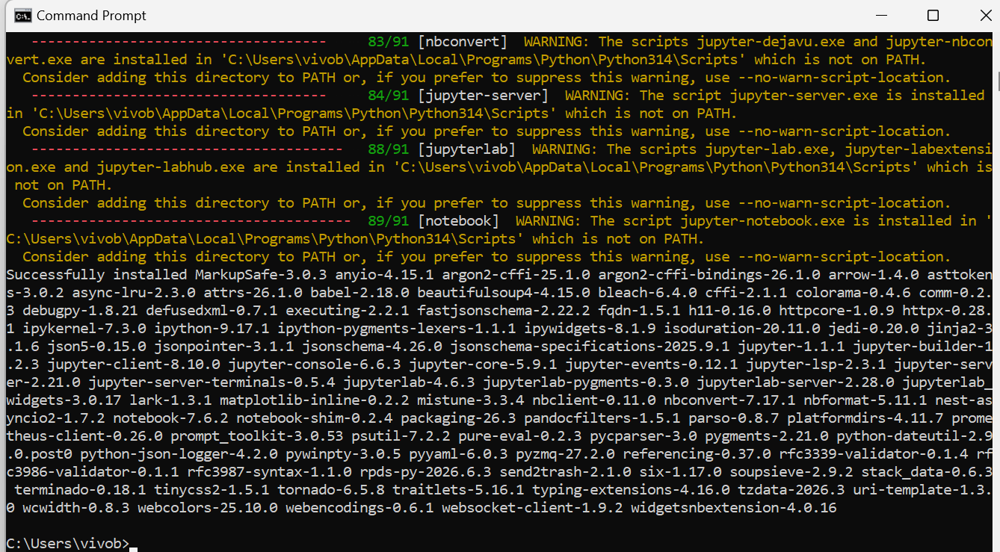 Command Prompt
----------------------------------- 83/91 [nbconvert]  WARNING: The scripts jupyter-dejavu.exe and jupyter-nbcon
vert.exe are installed in 'C:\Users\vivob\AppData\Local\Programs\Python\Python314\Scripts' which is not on PATH.
  Consider adding this directory to PATH or, if you prefer to suppress this warning, use --no-warn-script-location.
   ------------------------------------ 84/91 [jupyter-server]  WARNING: The script jupyter-server.exe is installed
in 'C:\Users\vivob\AppData\Local\Programs\Python\Python314\Scripts' which is not on PATH.
  Consider adding this directory to PATH or, if you prefer to suppress this warning, use --no-warn-script-location.
   -------------------------------------- 88/91 [jupyterlab]  WARNING: The scripts jupyter-lab.exe, jupyter-labextensi
on.exe and jupyter-labhub.exe are installed in 'C:\Users\vivob\AppData\Local\Programs\Python\Python314\Scripts' which is
 not on PATH.
  Consider adding this directory to PATH or, if you prefer to suppress this warning, use --no-warn-script-location.
   --------------------------------------- 89/91 [notebook]  WARNING: The script jupyter-notebook.exe is installed in '
C:\Users\vivob\AppData\Local\Programs\Python\Python314\Scripts' which is not on PATH.
  Consider adding this directory to PATH or, if you prefer to suppress this warning, use --no-warn-script-location.
Successfully installed MarkupSafe-3.0.3 anyio-4.15.1 argon2-cffi-25.1.0 argon2-cffi-bindings-26.1.0 arrow-1.4.0 asttoken
s-3.0.2 async-lru-2.3.0 attrs-26.1.0 babel-2.18.0 beautifulsoup4-4.15.0 bleach-6.4.0 cffi-2.1.1 colorama-0.4.6 comm-0.2.
3 debugpy-1.8.21 defusedxml-0.7.1 executing-2.2.1 fastjsonschema-2.22.2 fqdn-1.5.1 h11-0.16.0 httpcore-1.0.9 httpx-0.28.
1 ipykernel-7.3.0 ipython-9.17.1 ipython-pygments-lexers-1.1.1 ipywidgets-8.1.9 isoduration-20.11.0 jedi-0.20.0 jinja2-3
.1.6 json5-0.15.0 jsonpointer-3.1.1 jsonschema-4.26.0 jsonschema-specifications-2025.9.1 jupyter-1.1.1 jupyter-builder-1
.2.3 jupyter-client-8.10.0 jupyter-console-6.6.3 jupyter-core-5.9.1 jupyter-events-0.12.1 jupyter-lsp-2.3.1 jupyter-serv
er-2.21.0 jupyter-server-terminals-0.5.4 jupyterlab-4.6.3 jupyterlab-pygments-0.3.0 jupyterlab-server-2.28.0 jupyterlab_
widgets-3.0.17 lark-1.3.1 matplotlib-inline-0.2.2 mistune-3.3.4 nbclient-0.11.0 nbconvert-7.17.1 nbformat-5.11.1 nest-as
yncio2-1.7.2 notebook-7.6.2 notebook-shim-0.2.4 packaging-26.3 pandocfilters-1.5.1 parso-0.8.7 platformdirs-4.11.7 prome
theus-client-0.26.0 prompt_toolkit-3.0.53 psutil-7.2.2 pure-eval-0.2.3 pycparser-3.0 pygments-2.21.0 python-dateutil-2.9
.0.post0 python-json-logger-4.2.0 pywinpty-3.0.5 pyyaml-6.0.3 pyzmq-27.2.0 referencing-0.37.0 rfc3339-validator-0.1.4 rf
c3986-validator-0.1.1 rfc3987-syntax-1.1.0 rpds-py-2026.6.3 send2trash-2.1.0 six-1.17.0 soupsieve-2.9.2 stack_data-0.6.3
 terminado-0.18.1 tinycss2-1.5.1 tornado-6.5.8 traitlets-5.16.1 typing-extensions-4.16.0 tzdata-2026.3 uri-template-1.3.
0 wcwidth-0.8.3 webcolors-25.10.0 webencodings-0.6.1 websocket-client-1.9.2 widgetsnbextension-4.0.16
C:\Users\vivob>